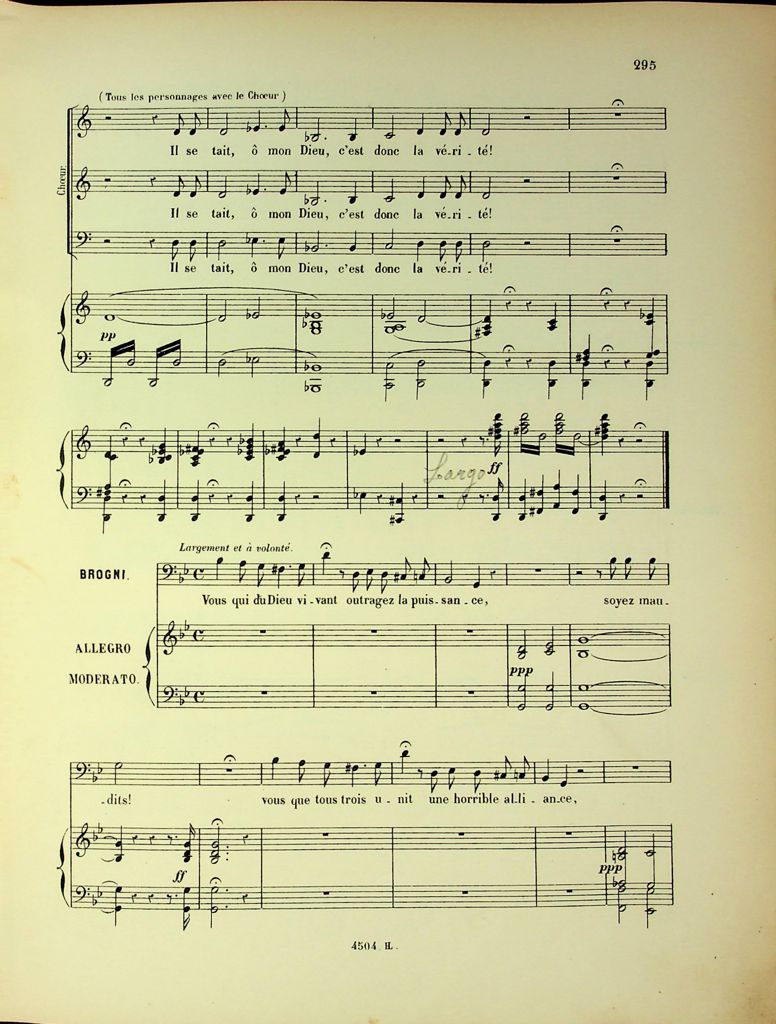 295
(Tous les personnages avec le Chœur)
Chœur.
Il se tait, ô mon Dieu, c'est donc la vé-ri-té!
Il se tait, ô mon Dieu, c'est donc la vé-ri-té!
Il se tait, ô mon Dieu, c'est donc la vé-ri-té!
pp
Largo ff
Largement et à volonté.
BROGNI.
Vous qui du Dieu vi-vant outragez la puis-san-ce, soyez mau-
ALLEGRO
MODERATO.
ppp
-dits! vous que tous trois u-nit une horrible al-li-an-ce,
ff
ppp
4504. H.